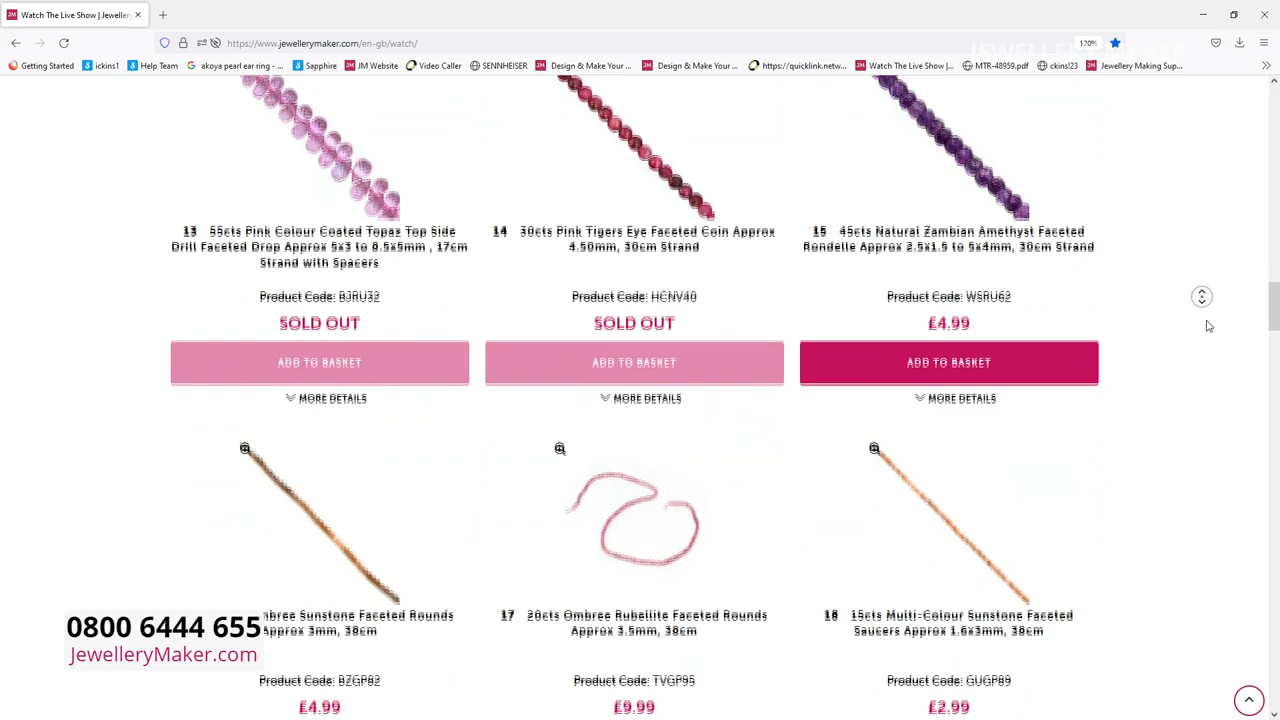 Watch The Live Show | Jeweller
https://www.jewellerymaker.com/en-gb/watch/
120%
JEWELLERYMAKER
Getting Started
ickins1
Help Team
akoya pearl ear ring - ...
Sapphire
JM Website
Video Caller
SENNHEISER
Design & Make Your ...
Design & Make Your ...
https://quicklink.netw...
Watch The Live Show |...
MTR-48959.pdf
ckins!23
Jewellery Making Sup...
13 55cts Pink Colour Coated Topaz Top Side
Drill Faceted Drop Approx 5x3 to 8.5x5mm , 17cm
Strand with Spacers
Product Code: BJRU32
SOLD OUT
ADD TO BASKET
MORE DETAILS
14 30cts Pink Tigers Eye Faceted Coin Approx
4.50mm, 30cm Strand
Product Code: HCNV40
SOLD OUT
ADD TO BASKET
MORE DETAILS
15 45cts Natural Zambian Amethyst Faceted
Rondelle Approx 2.5x1.5 to 5x4mm, 30cm Strand
Product Code: WSRU62
£4.99
ADD TO BASKET
MORE DETAILS
mbree Sunstone Faceted Rounds
Approx 3mm, 38cm
Product Code: BZGP82
£4.99
17 20cts Ombree Rubellite Faceted Rounds
Approx 3.5mm, 38cm
Product Code: TVGP95
£9.99
18 15cts Multi-Colour Sunstone Faceted
Saucers Approx 1.6x3mm, 38cm
Product Code: GUGP89
£2.99
0800 6444 655
JewelleryMaker.com